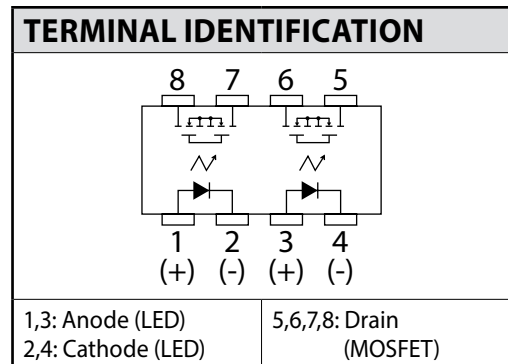 TERMINAL IDENTIFICATION
8 7 6 5
1 2 3 4
(+) (-) (+) (-)
1,3: Anode (LED)
2,4: Cathode (LED)
5,6,7,8: Drain
(MOSFET)